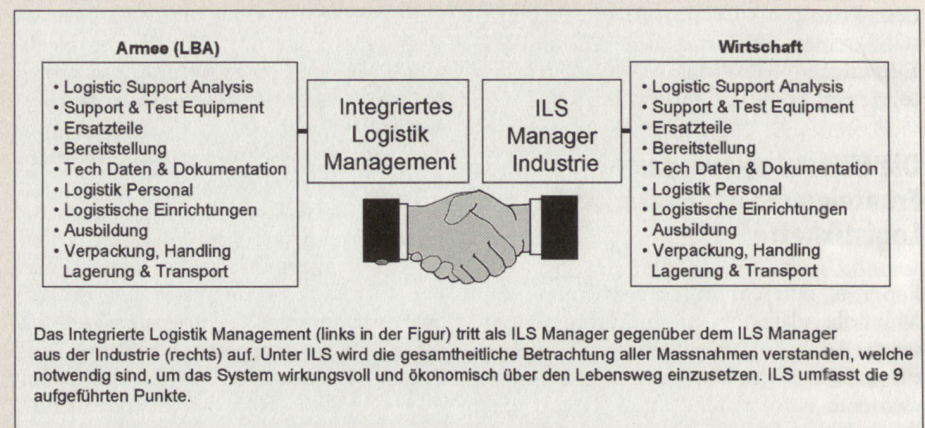 Armee (LBA)
• Logistic Support Analysis
• Support & Test Equipment
• Ersatzteile
• Bereitstellung
• Tech Daten & Dokumentation
• Logistik Personal
• Logistische Einrichtungen
• Ausbildung
• Verpackung, Handling
Lagerung & Transport
Integriertes
Logistik
Management
ILS
Manager
Industrie
Wirtschaft
• Logistic Support Analysis
• Support & Test Equipment
• Ersatzteile
• Bereitstellung
• Tech Daten & Dokumentation
• Logistik Personal
• Logistische Einrichtungen
• Ausbildung
• Verpackung, Handling
Lagerung & Transport
Das Integrierte Logistik Management (links in der Figur) tritt als ILS Manager gegenüber dem ILS Manager
aus der Industrie (rechts) auf. Unter ILS wird die gesamtheitliche Betrachtung aller Massnahmen verstanden, welche
notwendig sind, um das System wirkungsvoll und ökonomisch über den Lebensweg einzusetzen. ILS umfasst die 9
aufgeführten Punkte.